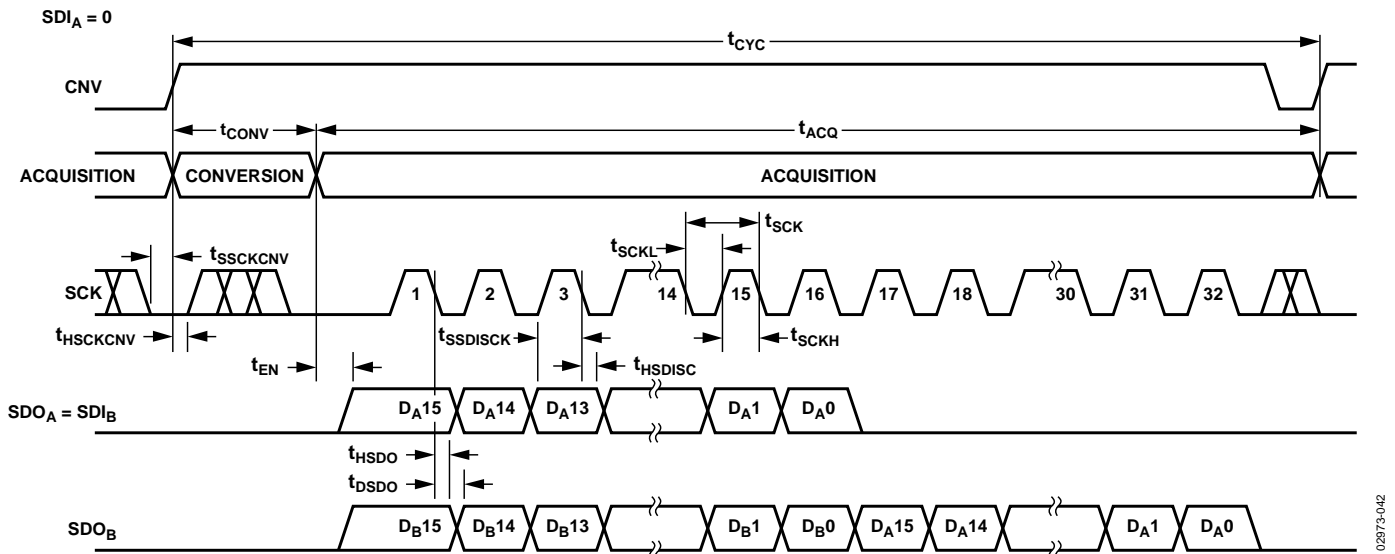 SDIA = 0
tCYC
CNV
tCONV
tACQ
ACQUISITION CONVERSION ACQUISITION
tSCK
tSCKL
tSSCKCNV
SCK 1 2 3 14 15 16 17 18 30 31 32
tHSCKCNV
tSSDISCK
tSCKH
tEN
tHSDISC
SDOA = SDIB DA15 DA14 DA13 DA1 DA0
tHSDO
tDSDO
SDOB DB15 DB14 DB13 DB1 DB0 DA15 DA14 DA1 DA0
02973-042